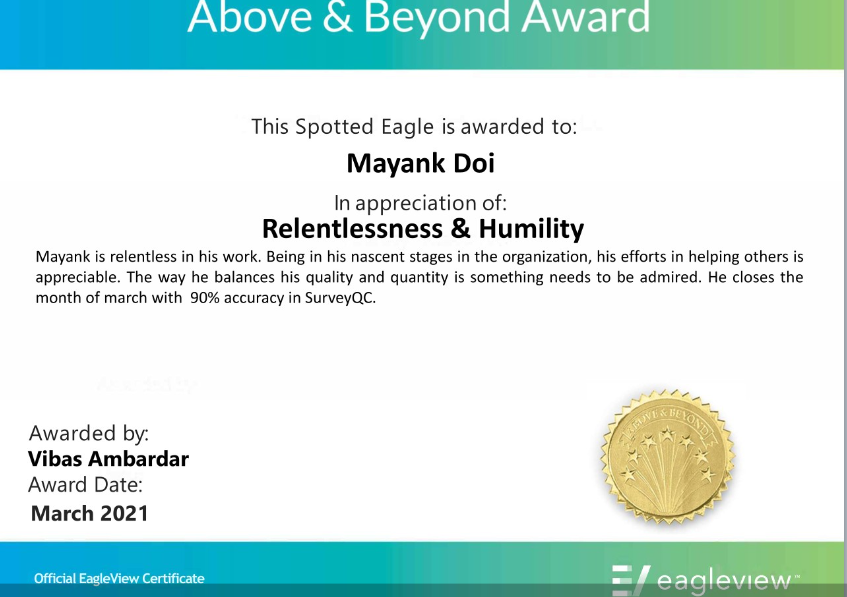 Above & Beyond Award
This Spotted Eagle is awarded to:
Mayank Doi
In appreciation of:
Relentlessness & Humility
Mayank is relentless in his work. Being in his nascent stages in the organization, his efforts in helping others is
appreciable. The way he balances his quality and quantity is something needs to be admired. He closes the
month of march with 90% accuracy in SurveyQC.
Awarded by:
Vibas Ambardar
Award Date:
March 2021
ABOVE & BEYOND
Official EagleView Certificate
eagleview™